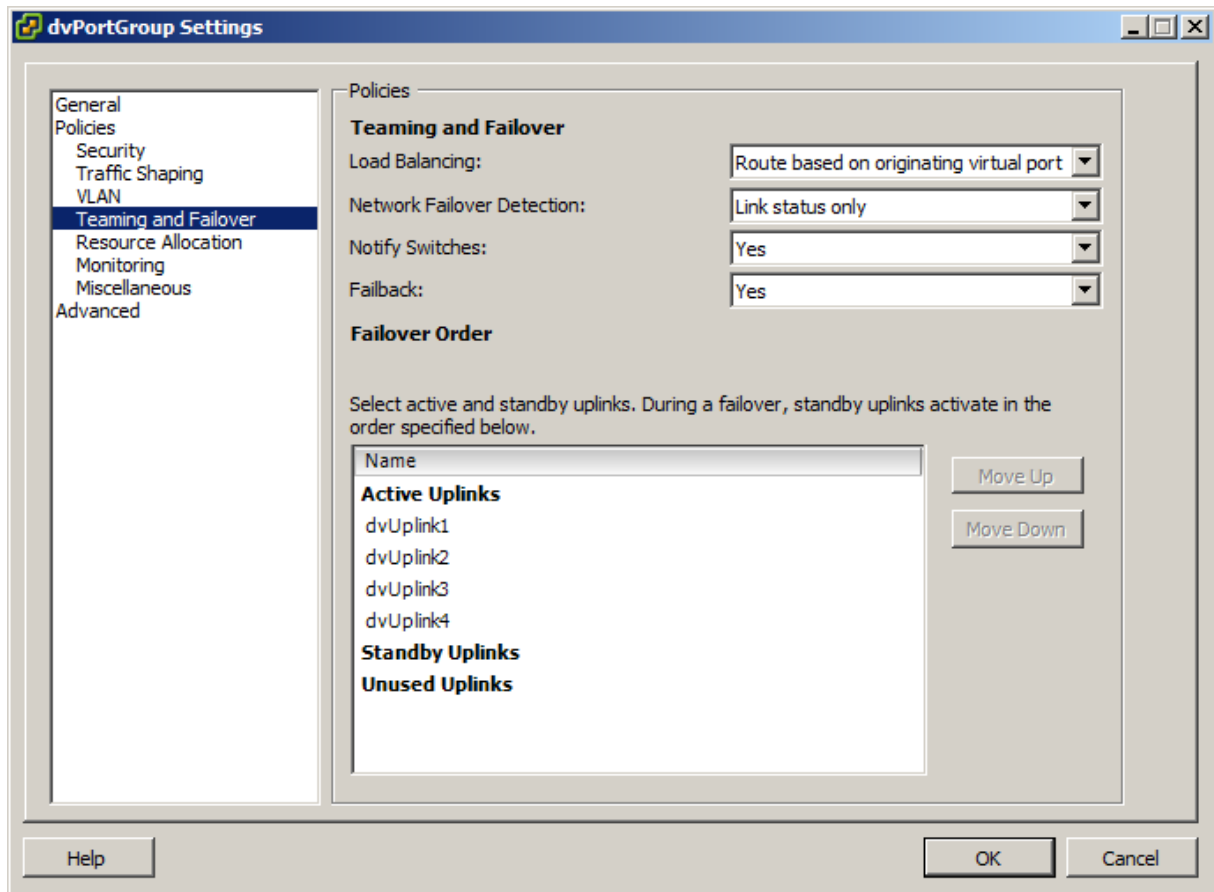 dvPortGroup Settings
General
Policies
Security
Traffic Shaping
VLAN
Teaming and Failover
Resource Allocation
Monitoring
Miscellaneous
Advanced
Policies
Teaming and Failover
Load Balancing: Route based on originating virtual port
Network Failover Detection: Link status only
Notify Switches: Yes
Failback: Yes
Failover Order
Select active and standby uplinks. During a failover, standby uplinks activate in the
order specified below.
Name
Active Uplinks
dvUplink1
dvUplink2
dvUplink3
dvUplink4
Standby Uplinks
Unused Uplinks
Move Up
Move Down
Help
OK
Cancel